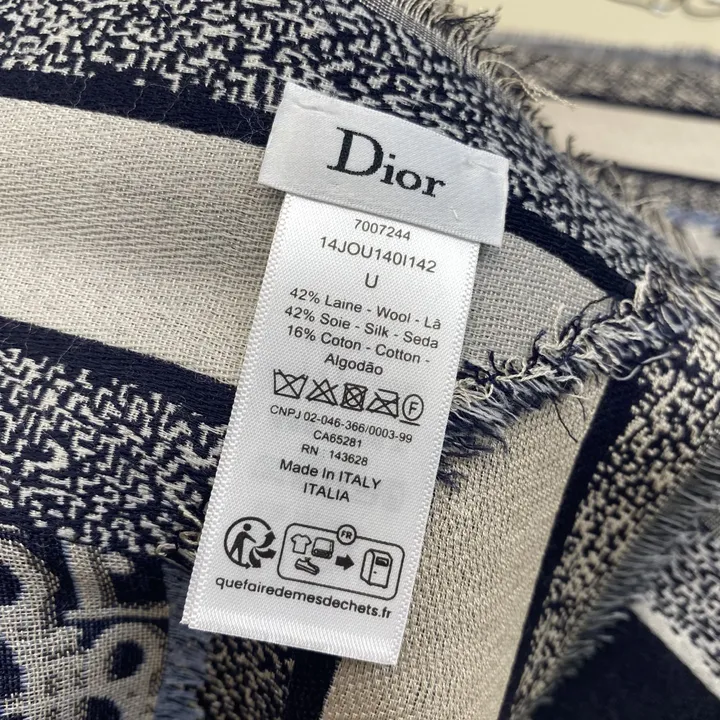 Dior
7007244
14JOU140I142
U
42% Laine - Wool - Lã
42% Soie - Silk - Seda
16% Coton - Cotton -
Algodão
F
CNPJ 02-046-366/0003-99
CA65281
RN : 143628
Made In ITALY
ITALIA
FR
quefairedemesdechets.fr